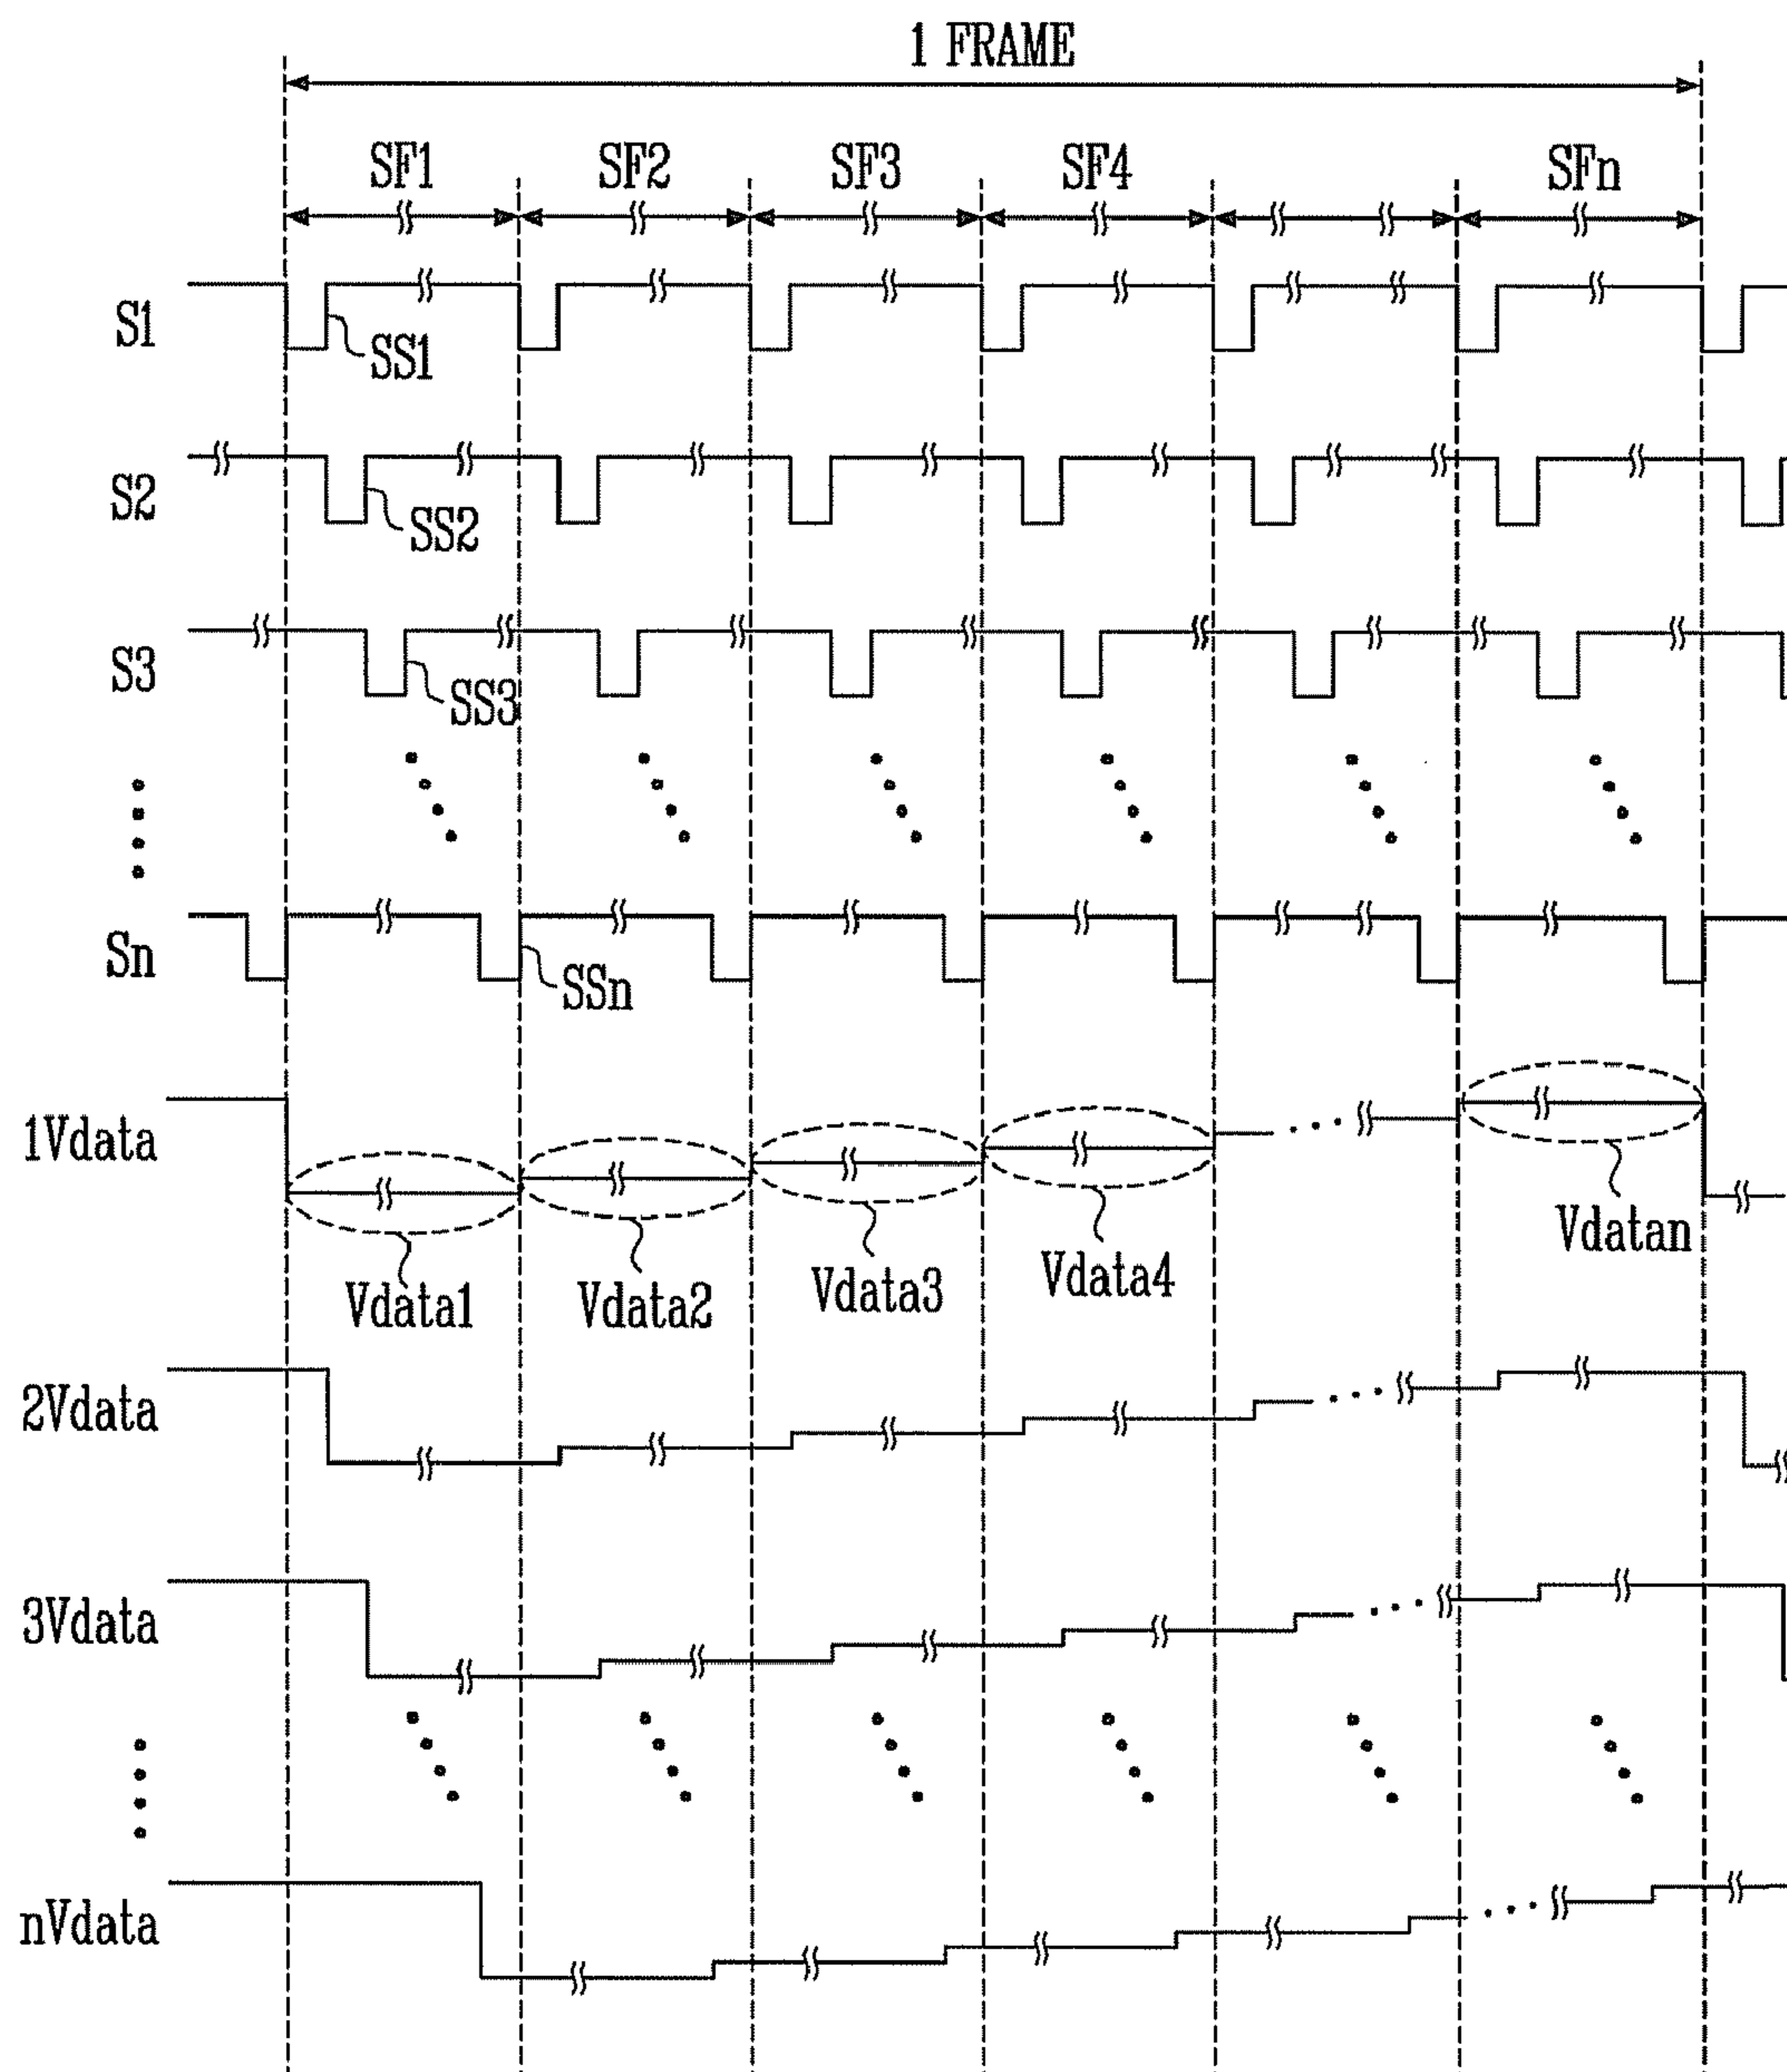 1 FRAME
SF1 SF2 SF3 SF4 SFn
S1
SS1
S2
SS2
S3
SS3
Sn
SSn
1Vdata
Vdata1 Vdata2 Vdata3 Vdata4 Vdatan
2Vdata
3Vdata
nVdata